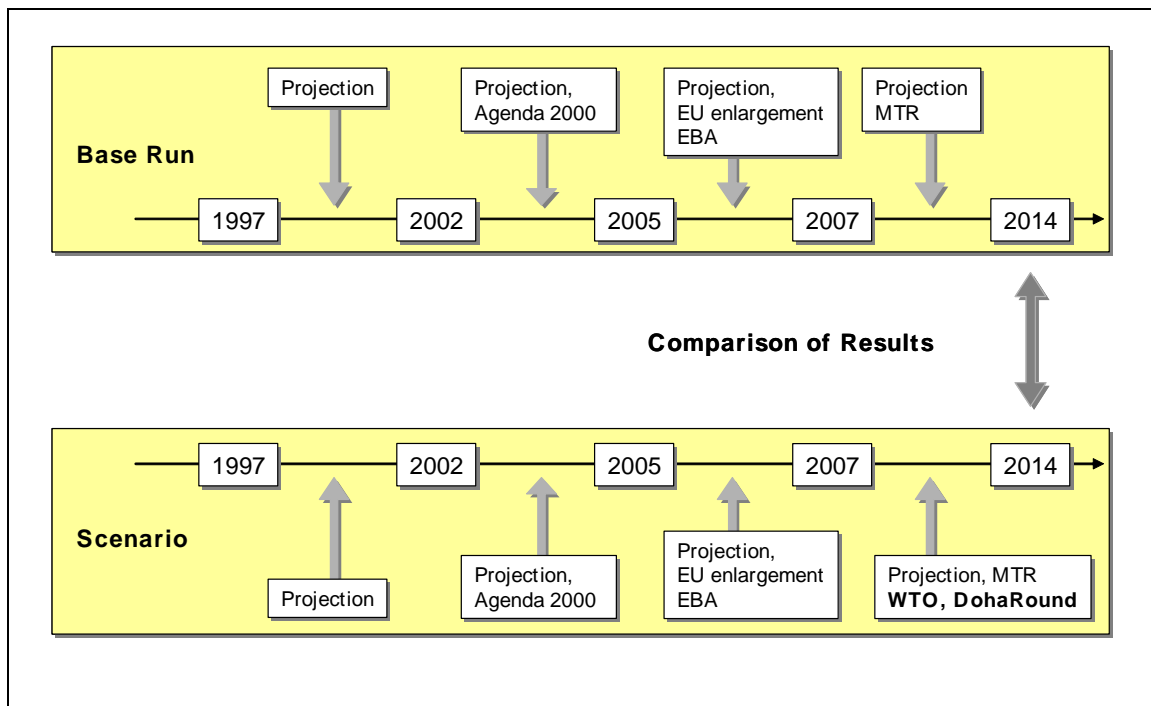 Projection
Projection,
Agenda 2000
Projection,
EU enlargement
EBA
Projection
MTR
Base Run
1997
2002
2005
2007
2014
Comparison of Results
1997
2002
2005
2007
2014
Scenario
Projection
Projection,
Agenda 2000
Projection,
EU enlargement
EBA
Projection, MTR
WTO, DohaRound